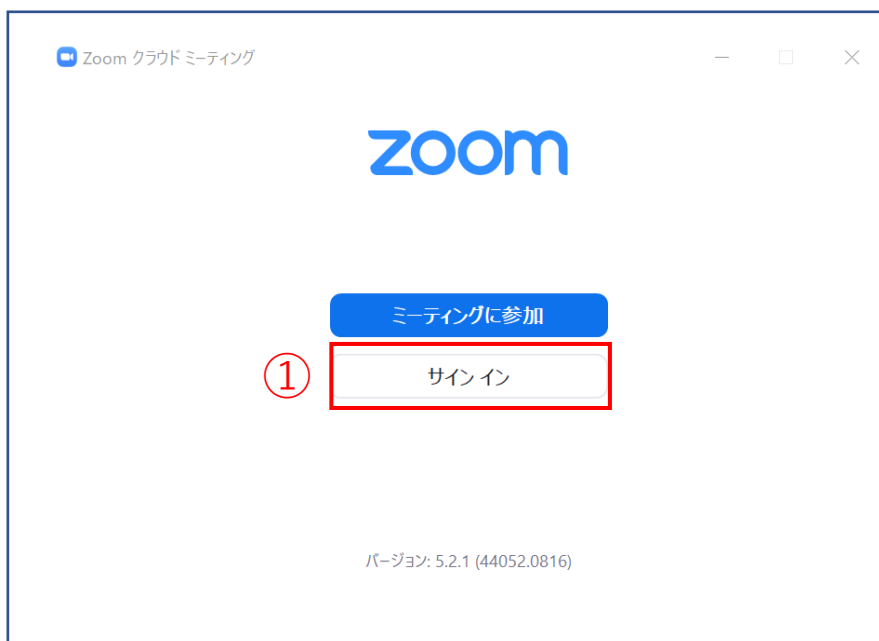 Zoom クラウド ミーティング
zoom
ミーティングに参加
①
サイン イン
バージョン: 5.2.1 (44052.0816)